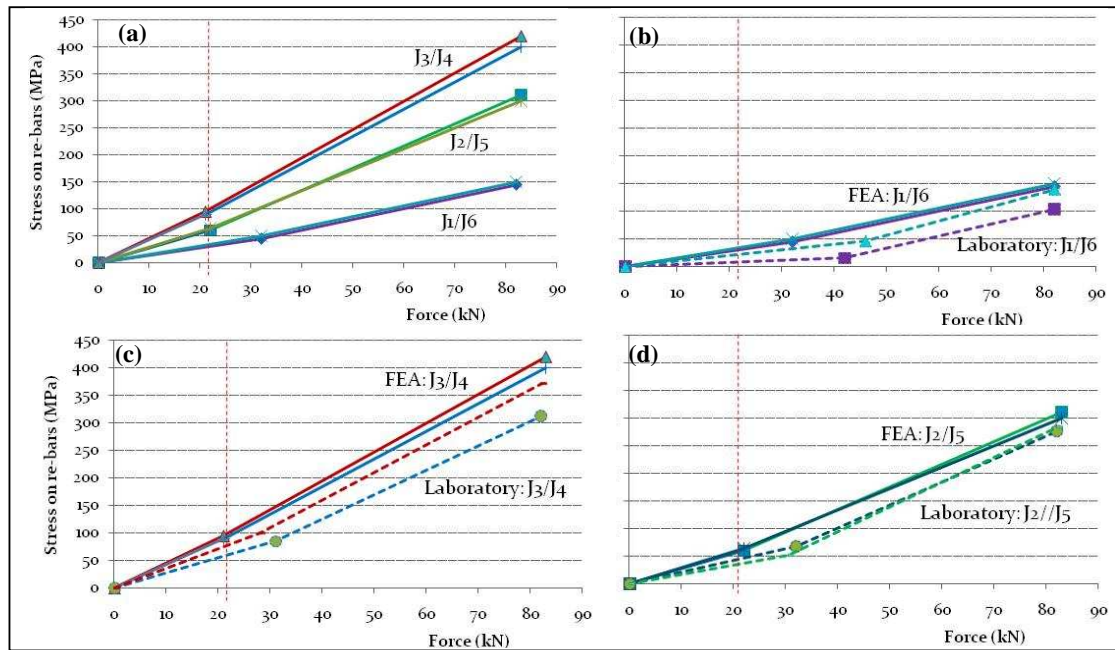 (a)
450
400
350
300
250
200
150
100
50
0
Stress on re-bars (MPa)
J3/J4
J2/J5
J1/J6
0 10 20 30 40 50 60 70 80 90
Force (kN)
(b)
FEA: J1/J6
Laboratory: J1/J6
0 10 20 30 40 50 60 70 80 90
Force (kN)
(c)
450
400
350
300
250
200
150
100
50
0
Stress on re-bars (MPa)
FEA: J3/J4
Laboratory: J3/J4
0 10 20 30 40 50 60 70 80 90
Force (kN)
(d)
FEA: J2/J5
Laboratory: J2//J5
0 10 20 30 40 50 60 70 80 90
Force (kN)